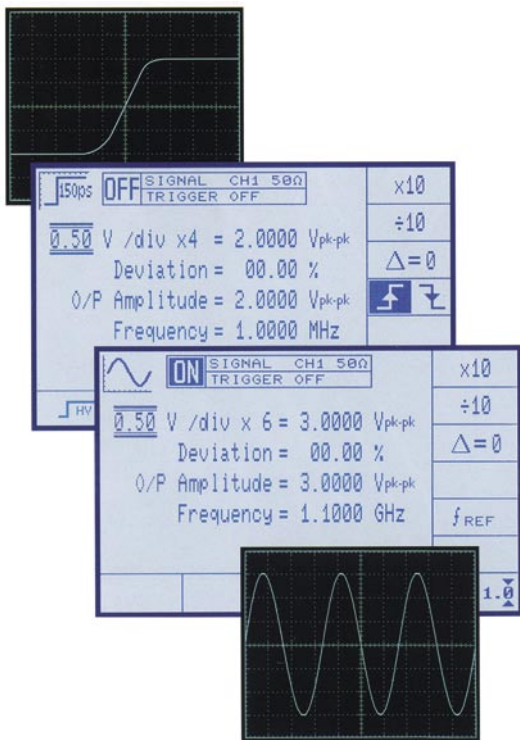 150ps OFF SIGNAL CH1 50Ω
TRIGGER OFF
0.50 V /div x4 = 2.0000 Vpk-pk
Deviation = 00.00 %
O/P Amplitude = 2.0000 Vpk-pk
Frequency = 1.0000 MHz
x10
÷10
Δ=0
HV
ON SIGNAL CH1 50Ω
TRIGGER OFF
0.50 V /div x 6 = 3.0000 Vpk-pk
Deviation = 00.00 %
O/P Amplitude = 3.0000 Vpk-pk
Frequency = 1.1000 GHz
x10
÷10
Δ=0
fREF
1.0